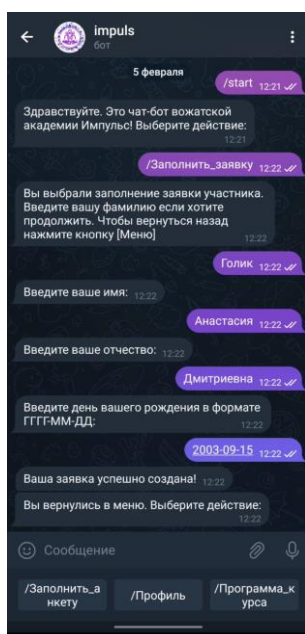 impuls
бот
5 февраля
/start 12:21
Здравствуйте. Это чат-бот вожатской
академии Импульс! Выберите действие:
12:21
/Заполнить_заявку 12:22
Вы выбрали заполнение заявки участника.
Введите вашу фамилию если хотите
продолжить. Чтобы вернуться назад
нажмите кнопку [Меню]
12:22
Голик 12:22
Введите ваше имя: 12:22
Анастасия 12:22
Введите ваше отчество: 12:22
Дмитриевна 12:22
Введите день вашего рождения в формате
ГГГГ-ММ-ДД:
12:22
2003-09-15 12:22
Ваша заявка успешно создана! 12:22
Вы вернулись в меню. Выберите действие:
12:22
Сообщение
/Заполнить_а
нкету
/Профиль
/Программа_к
урса